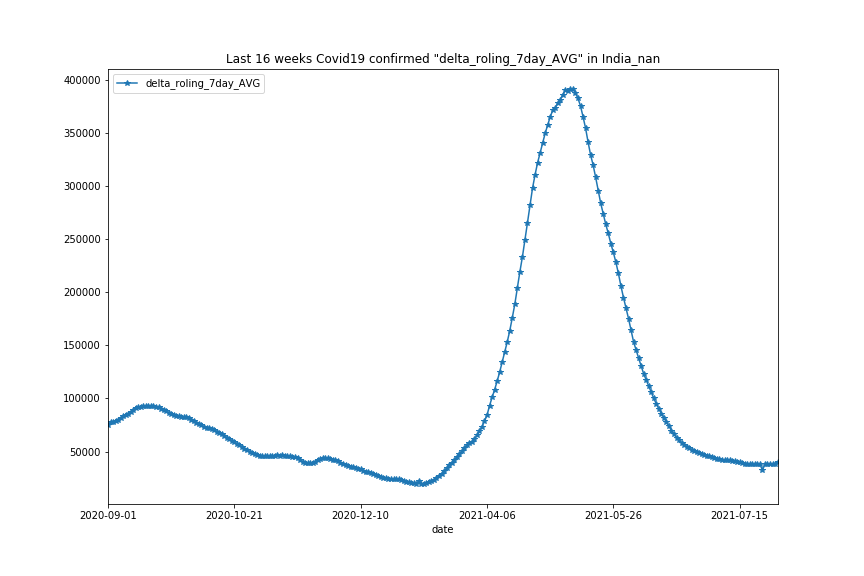 Last 16 weeks Covid19 confirmed "delta_roling_7day_AVG" in India_nan
delta_roling_7day_AVG
400000
350000
300000
250000
200000
150000
100000
50000
2020-09-01 2020-10-21 2020-12-10 2021-04-06 2021-05-26 2021-07-15
date